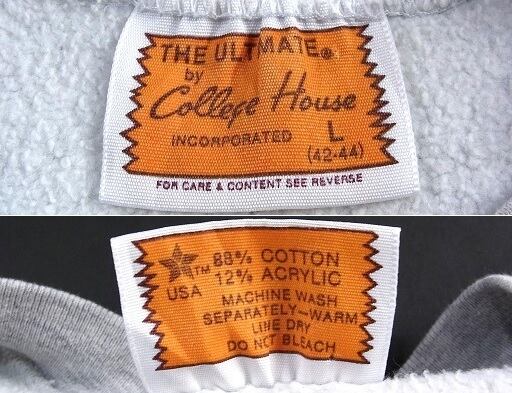 THE ULTMATE®
by
College House
INCORPORATED
L
(42-44)
FOR CARE & CONTENT SEE REVERSE
™
USA
88% COTTON
12% ACRYLIC
MACHINE WASH
SEPARATELY—WARM
LINE DRY
DO NOT BLEACH